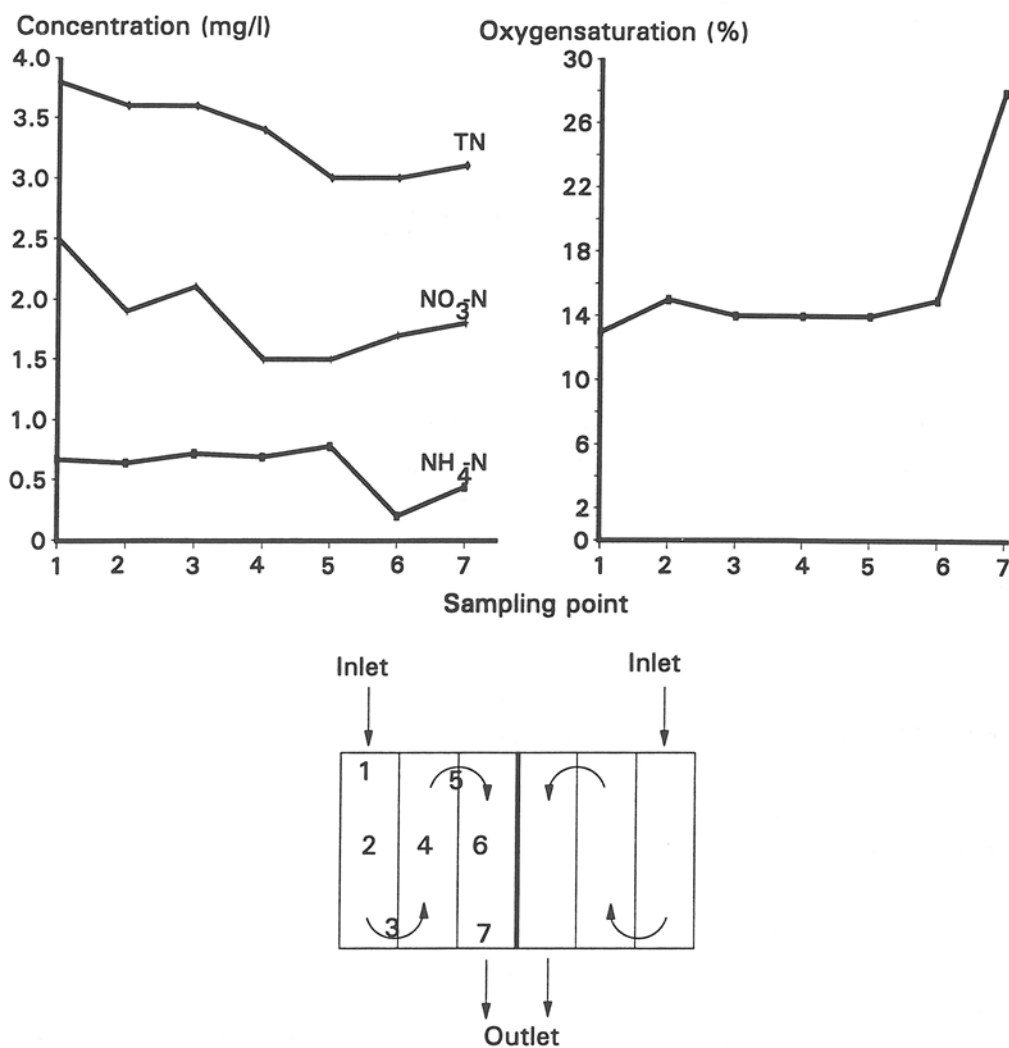 Concentration (mg/l)
4.0
3.5
3.0
2.5
2.0
1.5
1.0
0.5
0
TN
NO3-N
NH4-N
1 2 3 4 5 6 7
Oxygensaturation (%)
30
26
22
18
14
10
6
2
0
1 2 3 4 5 6 7
Sampling point
Inlet Inlet
1
5
2 4 6
3
7
Outlet